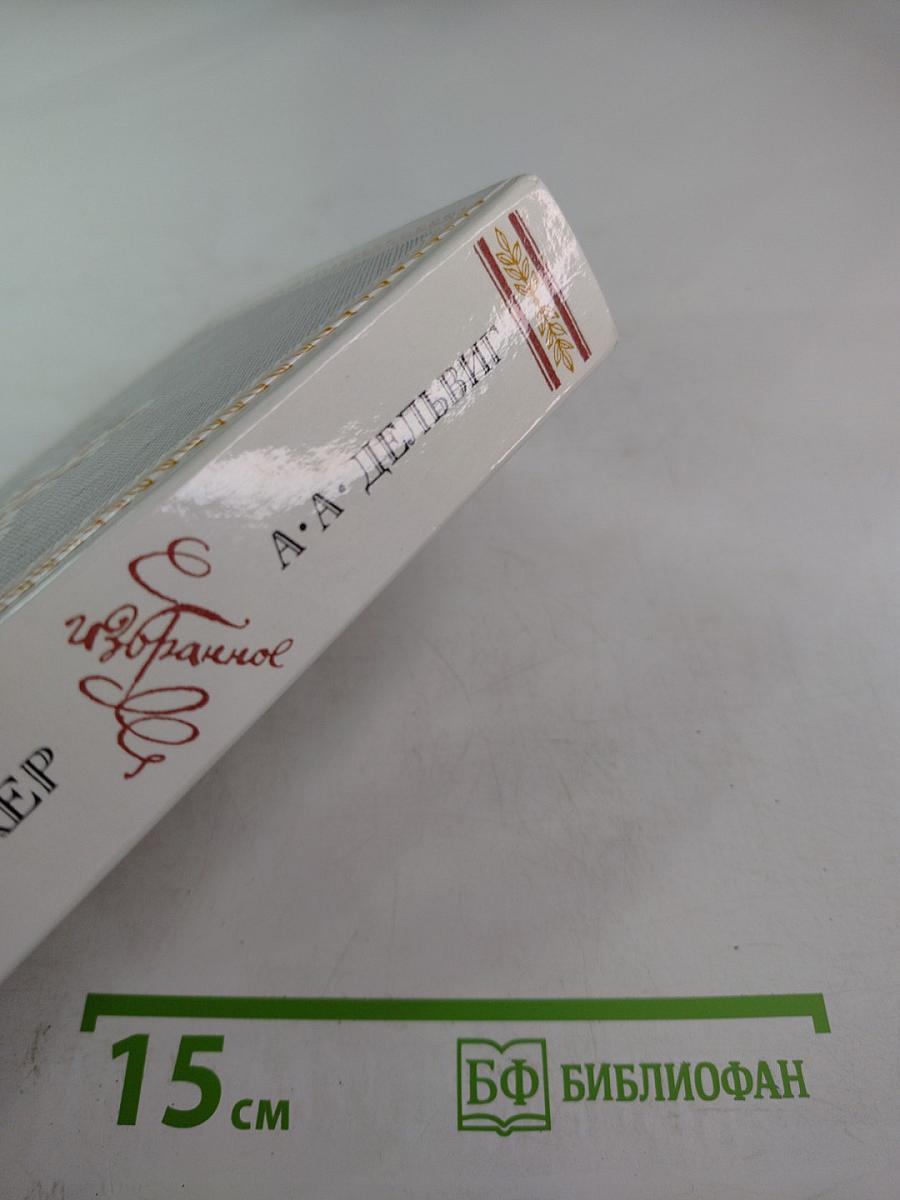 А·А· ДЕЛЬВИГ
избранное
КЕР
15 см
БФ БИБЛИОФАН